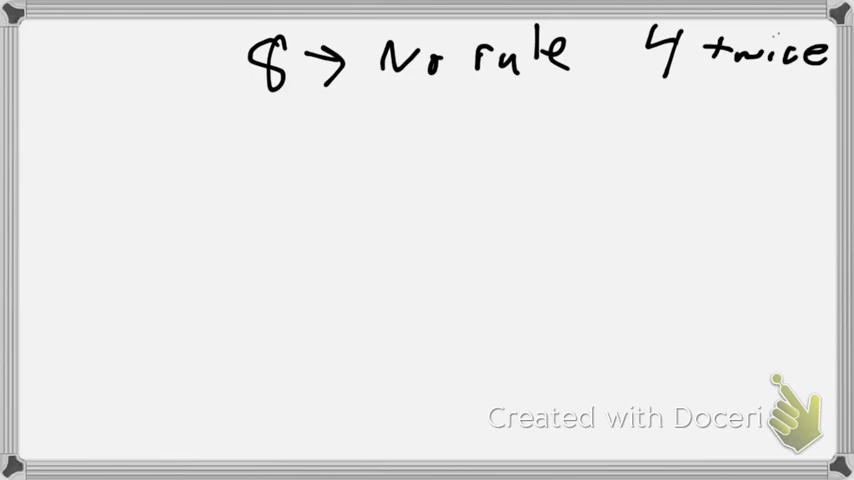 8 → No rule 4 twice
Created with Doceri